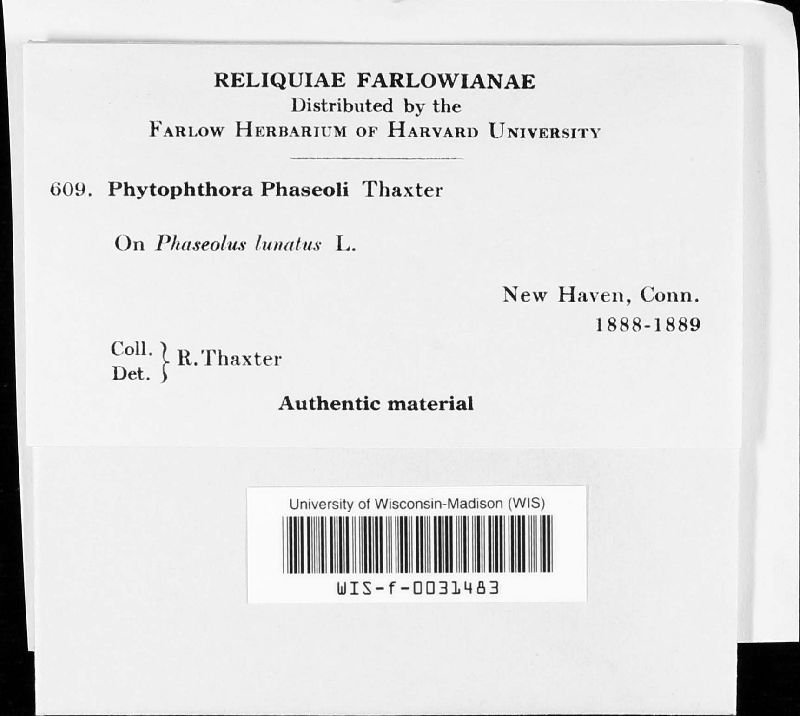 RELIQUIAE FARLOWIANAE
Distributed by the
FARLOW HERBARIUM OF HARVARD UNIVERSITY
609. Phytophthora Phaseoli Thaxter
On Phaseolus lunatus L.
New Haven, Conn.
1888-1889
Coll.
Det. } R.Thaxter
Authentic material
University of Wisconsin-Madison (WIS)
WIS-f-0031483